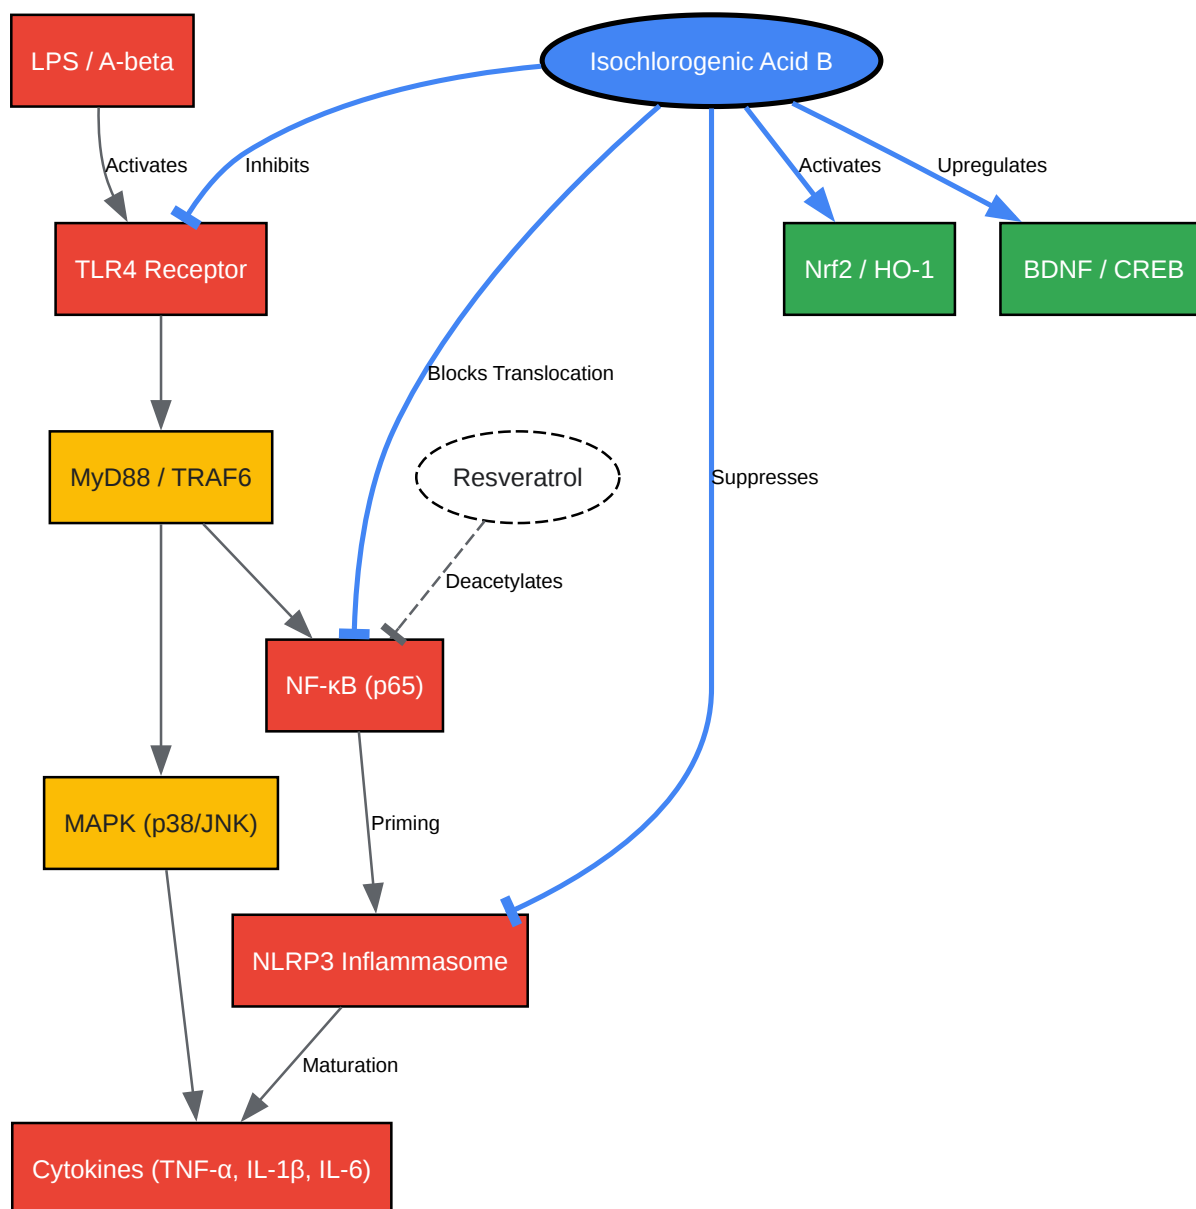 LPS / A-beta
Isochlorogenic Acid B
Activates
Inhibits
Activates
Upregulates
TLR4 Receptor
Nrf2 / HO-1
BDNF / CREB
Blocks Translocation
MyD88 / TRAF6
Resveratrol
Suppresses
Deacetylates
NF-κB (p65)
MAPK (p38/JNK)
Priming
NLRP3 Inflammasome
Maturation
Cytokines (TNF-α, IL-1β, IL-6)